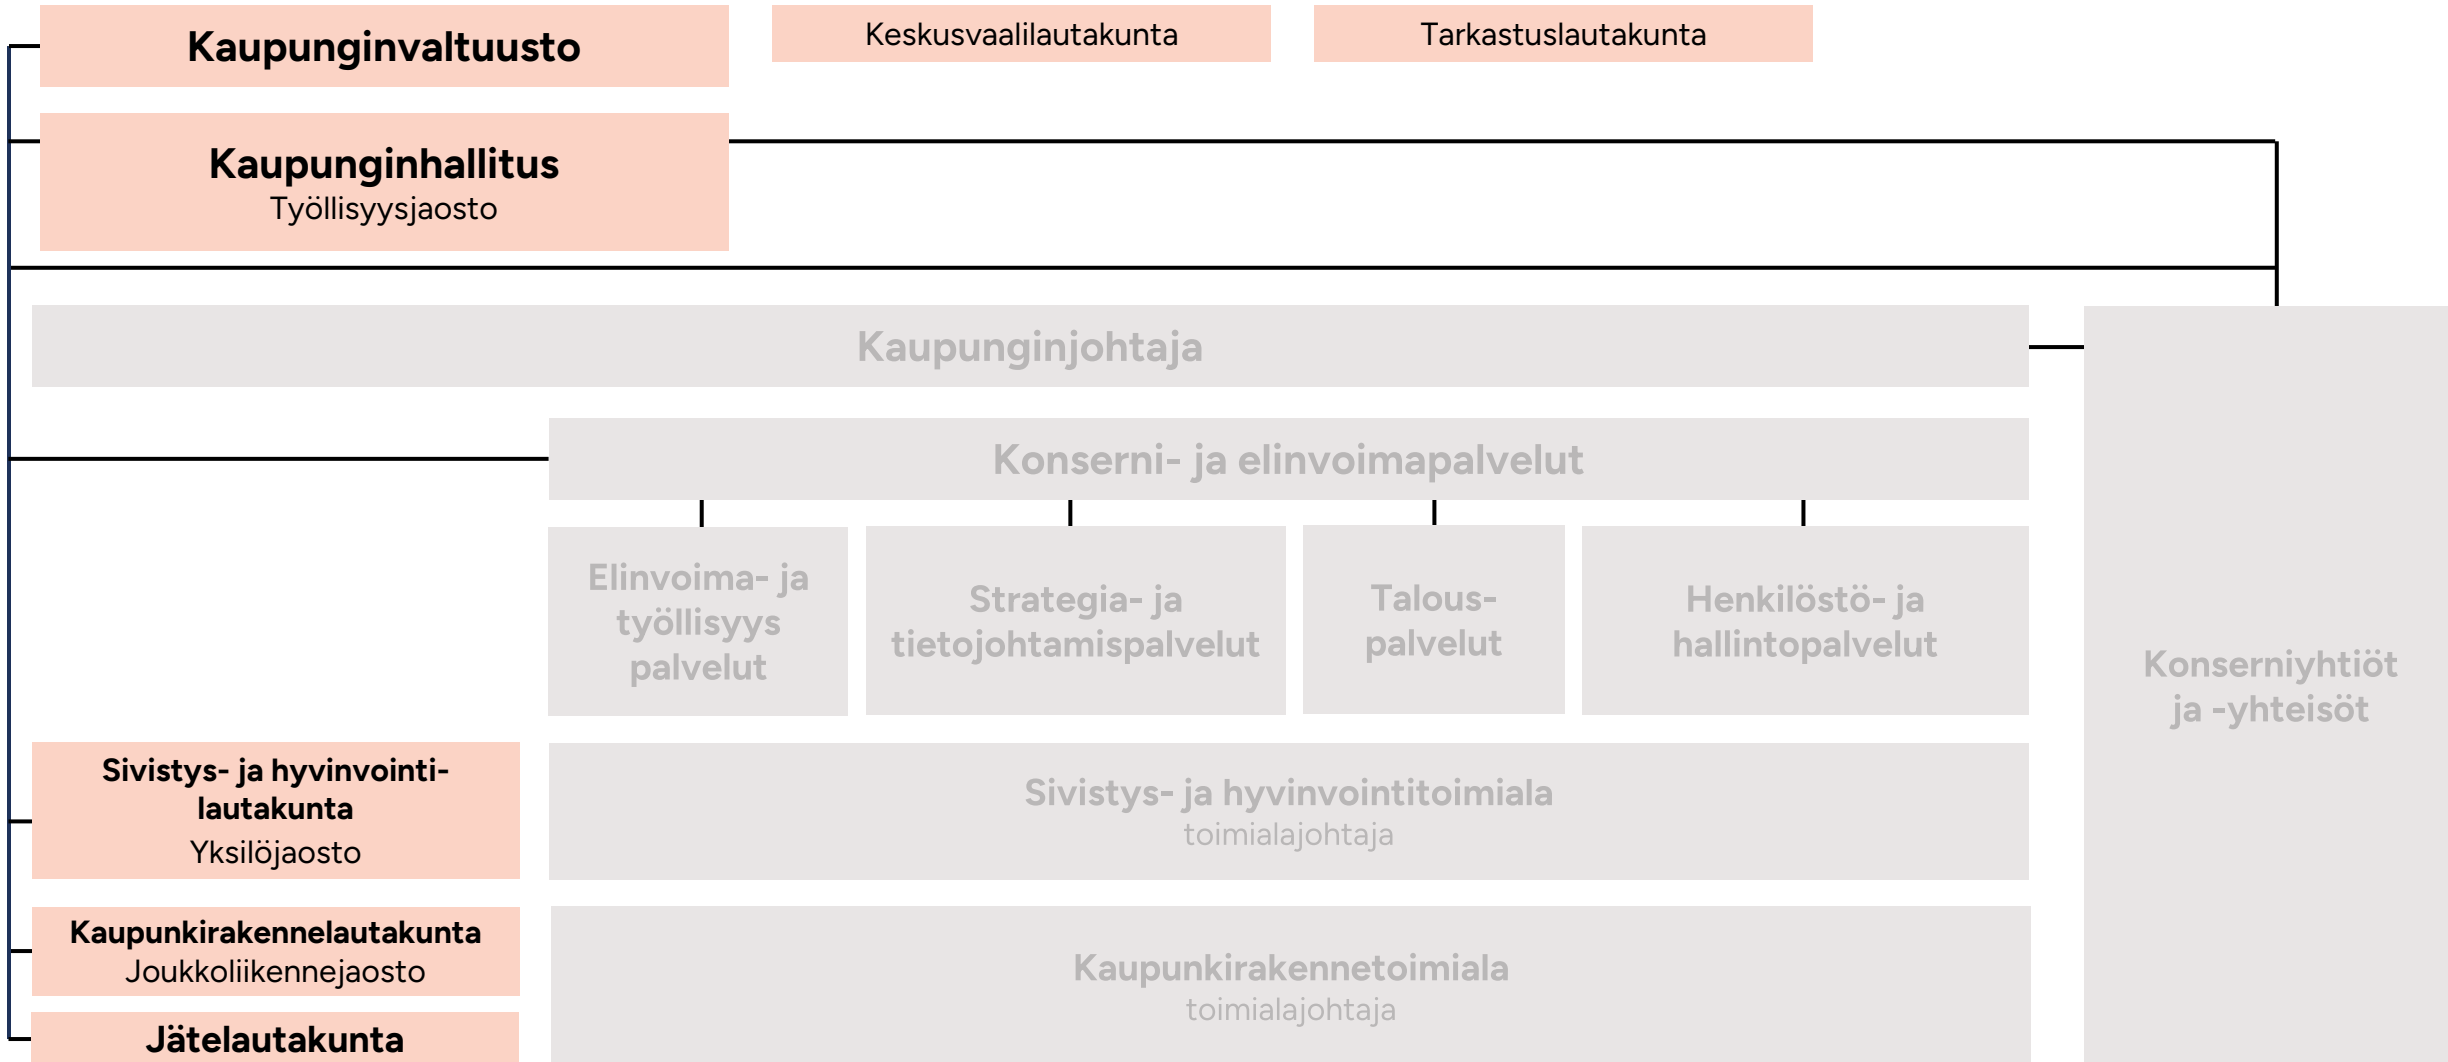 Kaupunginvaltuusto
Keskusvaalilautakunta
Tarkastuslautakunta
Kaupunginhallitus
Työllisyysjaosto
Kaupunginjohtaja
Konserni- ja elinvoimapalvelut
Elinvoima- ja
työllisyys
palvelut
Strategia- ja
tietojohtamispalvelut
Talous-
palvelut
Henkilöstö- ja
hallintopalvelut
Konserniyhtiöt
ja -yhteisöt
Sivistys- ja hyvinvointi-
lautakunta
Yksilöjaosto
Sivistys- ja hyvinvointitoimiala
toimialajohtaja
Kaupunkirakennelautakunta
Joukkoliikennejaosto
Kaupunkirakennetoimiala
toimialajohtaja
Jätelautakunta